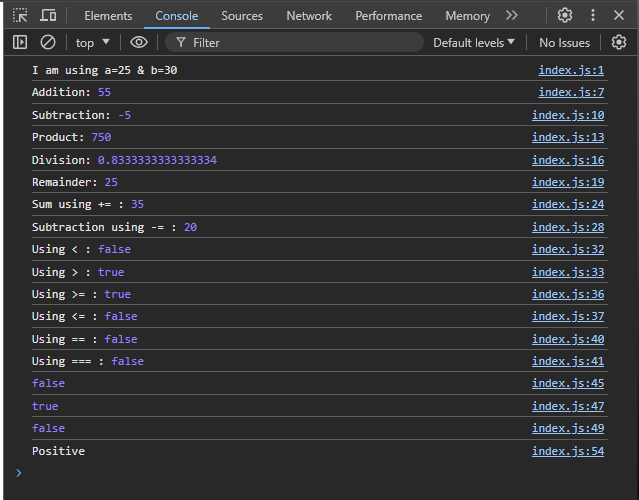 Elements Console Sources Network Performance Memory
top Filter Default levels No Issues
I am using a=25 & b=30 index.js:1
Addition: 55 index.js:7
Subtraction: -5 index.js:10
Product: 750 index.js:13
Division: 0.8333333333333334 index.js:16
Remainder: 25 index.js:19
Sum using += : 35 index.js:24
Subtraction using -= : 20 index.js:28
Using < : false index.js:32
Using > : true index.js:33
Using >= : true index.js:36
Using <= : false index.js:37
Using == : false index.js:40
Using === : false index.js:41
false index.js:45
true index.js:47
false index.js:49
Positive index.js:54